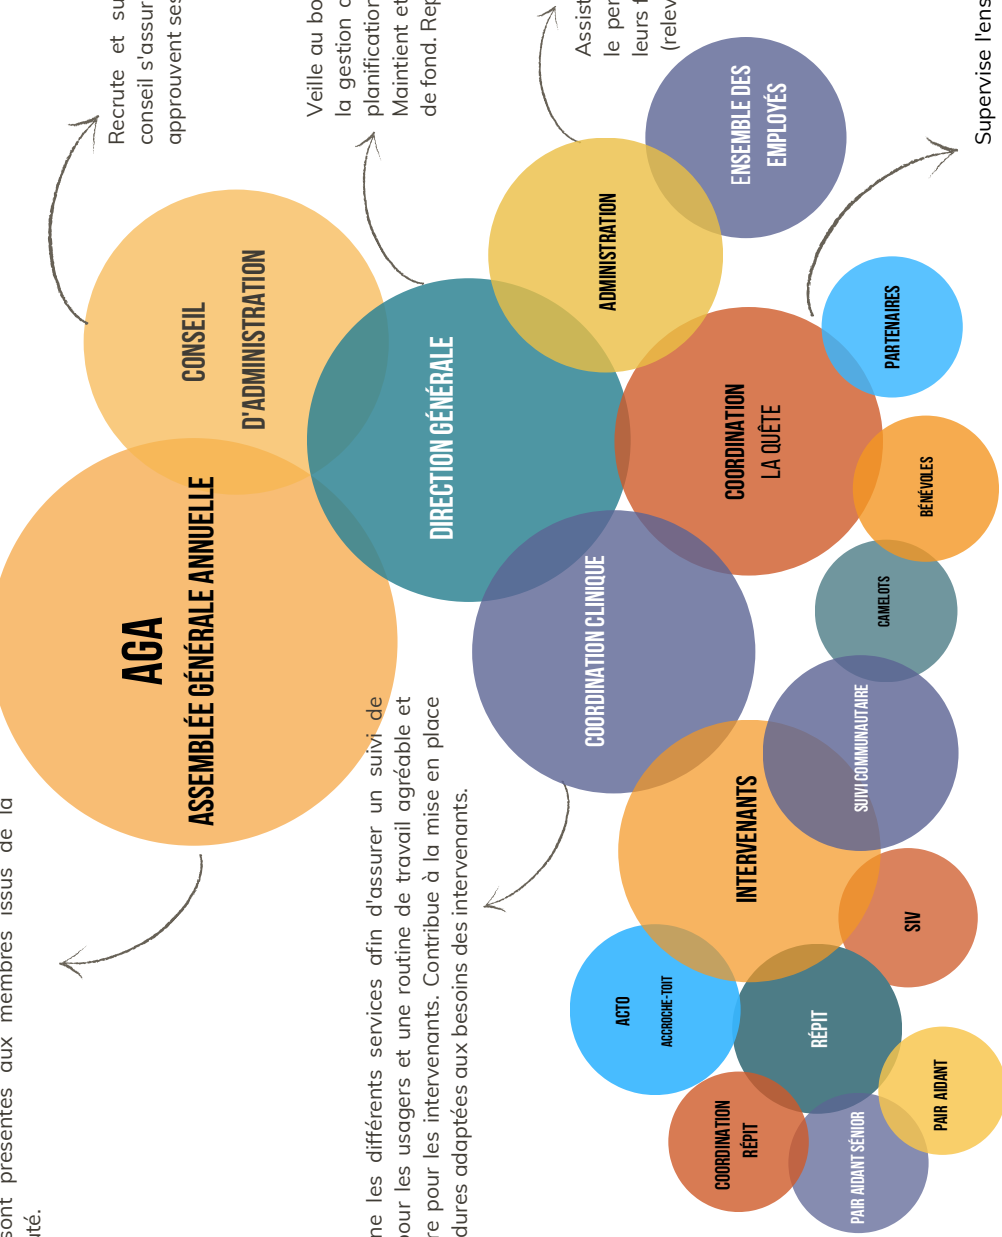 sont présentes aux membres issus de la
uté.
AGA
ASSEMBLÉE GÉNÉRALE ANNUELLE
CONSEIL
D'ADMINISTRATION
Recrute et su
conseil s'assur
approuvent ses
DIRECTION GÉNÉRALE
Veille au bo
la gestion d
planification
Maintient et
de fond. Rep
ne les différents services afin d'assurer un suivi de
pour les usagers et une routine de travail agréable et
re pour les intervenants. Contribue à la mise en place
dures adaptées aux besoins des intervenants.
COORDINATION CLINIQUE
ADMINISTRATION
Assist
le per
leurs f
(relev
ENSEMBLE DES
EMPLOYÉS
COORDINATION
LA QUÊTE
INTERVENANTS
ACTO
ACCROCHE-TOIT
COORDINATION
RÉPIT
RÉPIT
PAIR AIDANT SÉNIOR
PAIR AIDANT
SIV
SUIVI COMMUNAUTAIRE
CAMELOTS
BÉNÉVOLES
PARTENAIRES
Supervise l'ens